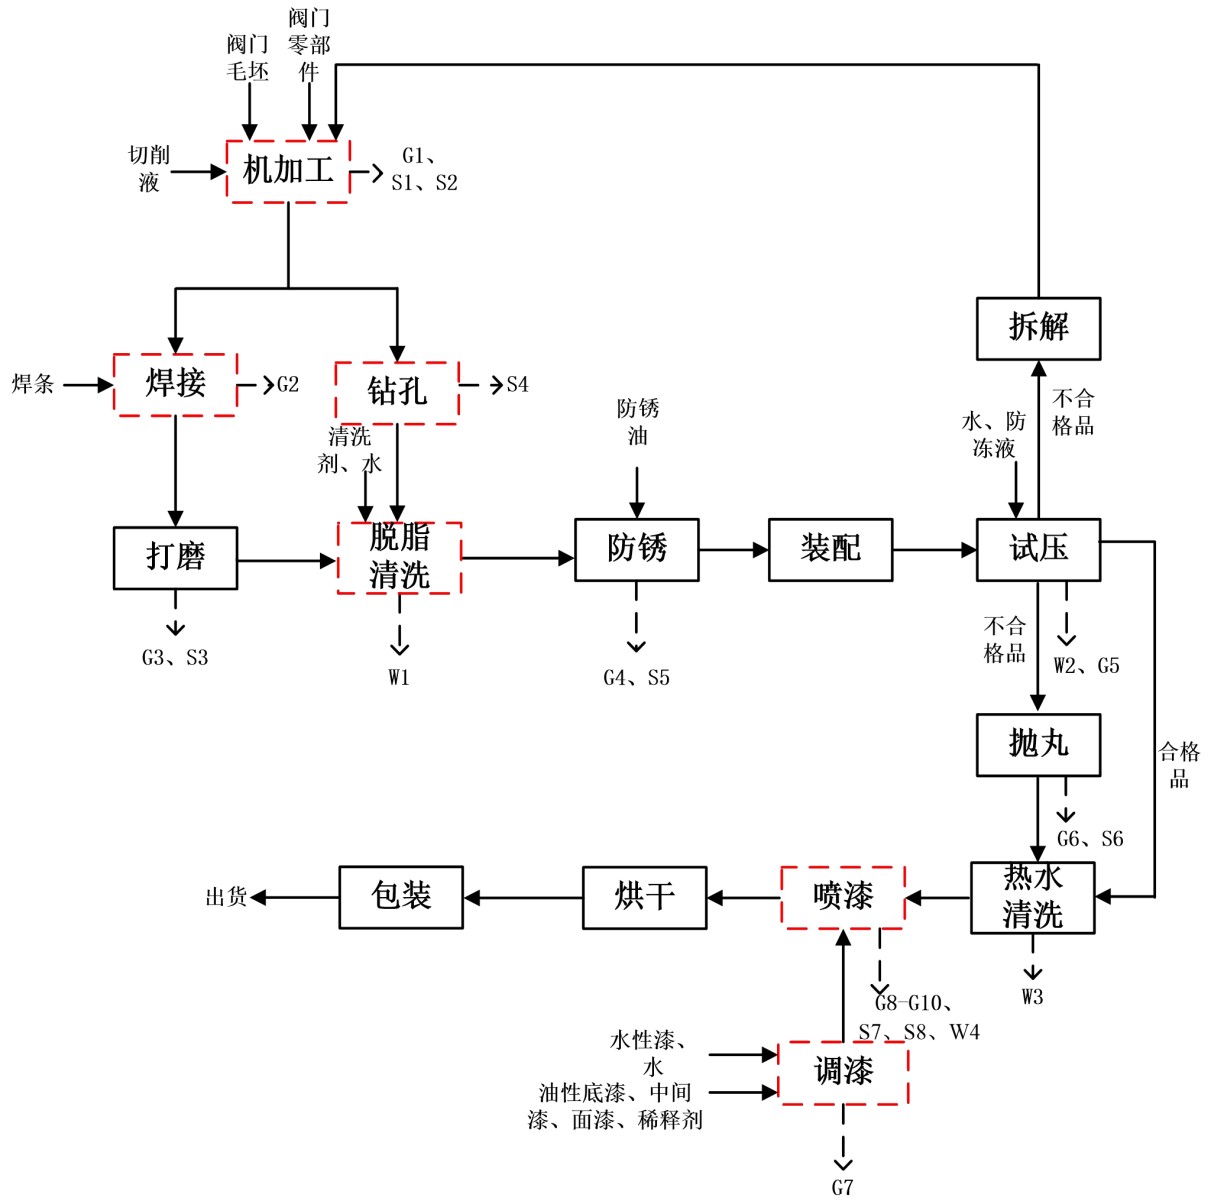 阀门
毛坯
阀门
零部
件
切削
液
机加工
G1、
S1、S2
焊条
焊接
G2
钻孔
S4
清洗
剂、水
防锈
油
水、防
冻液
不合
格品
拆解
打磨
G3、S3
脱脂
清洗
W1
防锈
G4、S5
装配
试压
W2、G5
不合
格品
抛丸
G6、S6
合格
品
出货
包装
烘干
喷漆
热水
清洗
W3
G8-G10、
S7、S8、W4
水性漆、
水
油性底漆、中间
漆、面漆、稀释剂
调漆
G7